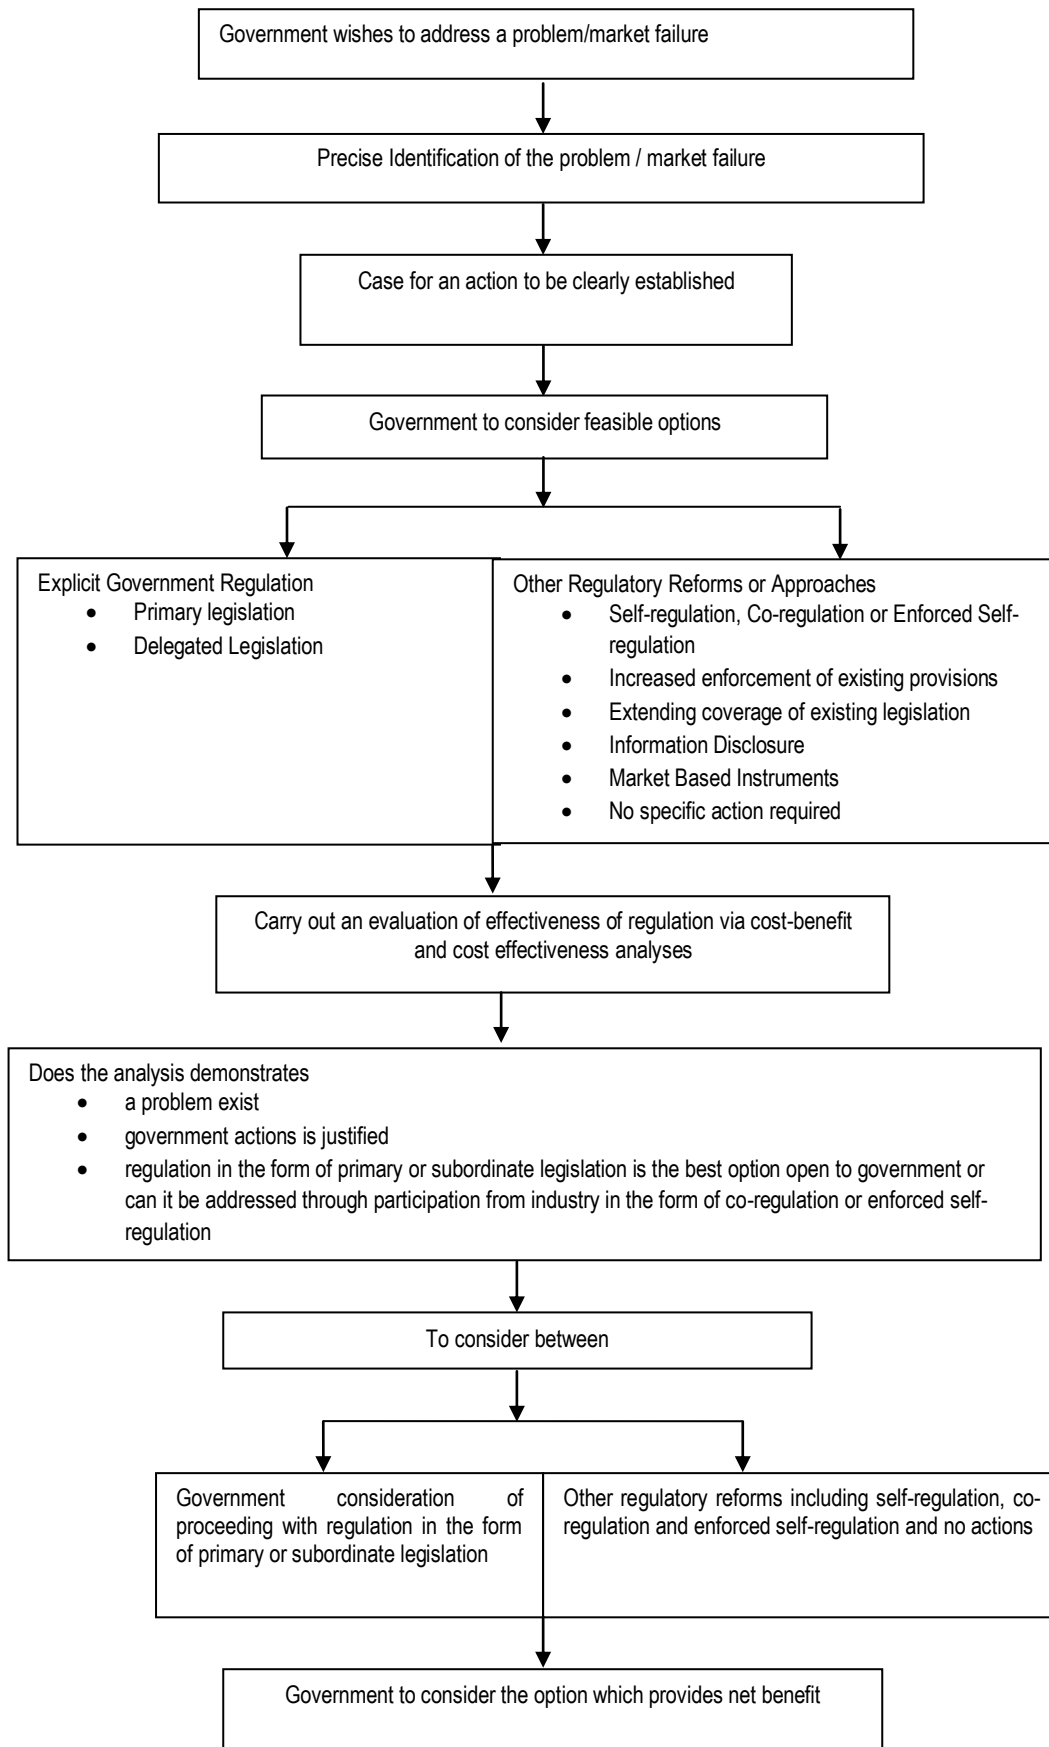 Government wishes to address a problem/market failure
Precise Identification of the problem / market failure
Case for an action to be clearly established
Government to consider feasible options
Explicit Government Regulation
• Primary legislation
• Delegated Legislation
Other Regulatory Reforms or Approaches
• Self-regulation, Co-regulation or Enforced Self-
regulation
• Increased enforcement of existing provisions
• Extending coverage of existing legislation
• Information Disclosure
• Market Based Instruments
• No specific action required
Carry out an evaluation of effectiveness of regulation via cost-benefit
and cost effectiveness analyses
Does the analysis demonstrates
• a problem exist
• government actions is justified
• regulation in the form of primary or subordinate legislation is the best option open to government or
can it be addressed through participation from industry in the form of co-regulation or enforced self-
regulation
To consider between
Government consideration of
proceeding with regulation in the form
of primary or subordinate legislation
Other regulatory reforms including self-regulation, co-
regulation and enforced self-regulation and no actions
Government to consider the option which provides net benefit